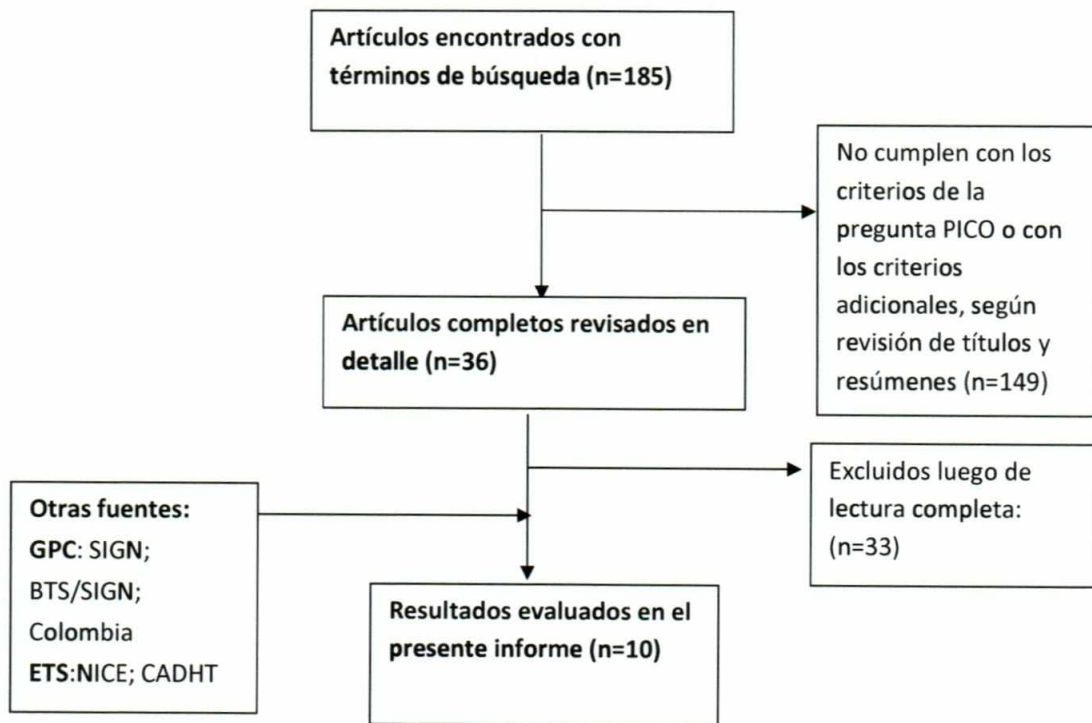 Artículos encontrados con
términos de búsqueda (n=185)
No cumplen con los
criterios de la
pregunta PICO o con
los criterios
adicionales, según
revisión de títulos y
resúmenes (n=149)
Artículos completos revisados en
detalle (n=36)
Excluidos luego de
lectura completa:
(n=33)
Otras fuentes:
GPC: SIGN;
BTS/SIGN;
Colombia
ETS:NICE; CADHT
Resultados evaluados en el
presente informe (n=10)